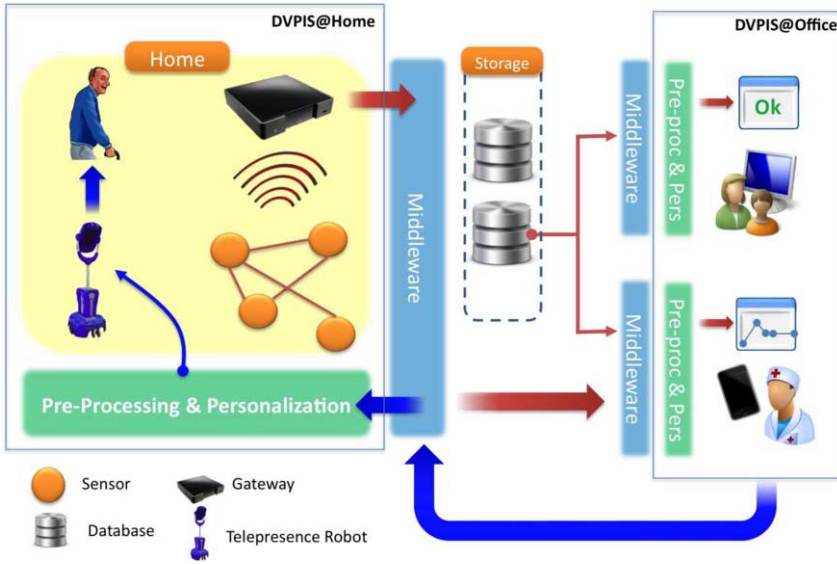 DVPIS@Home
DVPIS@Office
Home
Storage
Middleware
Middleware
Pre-proc & Pers
Ok
Middleware
Pre-proc & Pers
Pre-Processing & Personalization
Sensor
Gateway
Database
Telepresence Robot